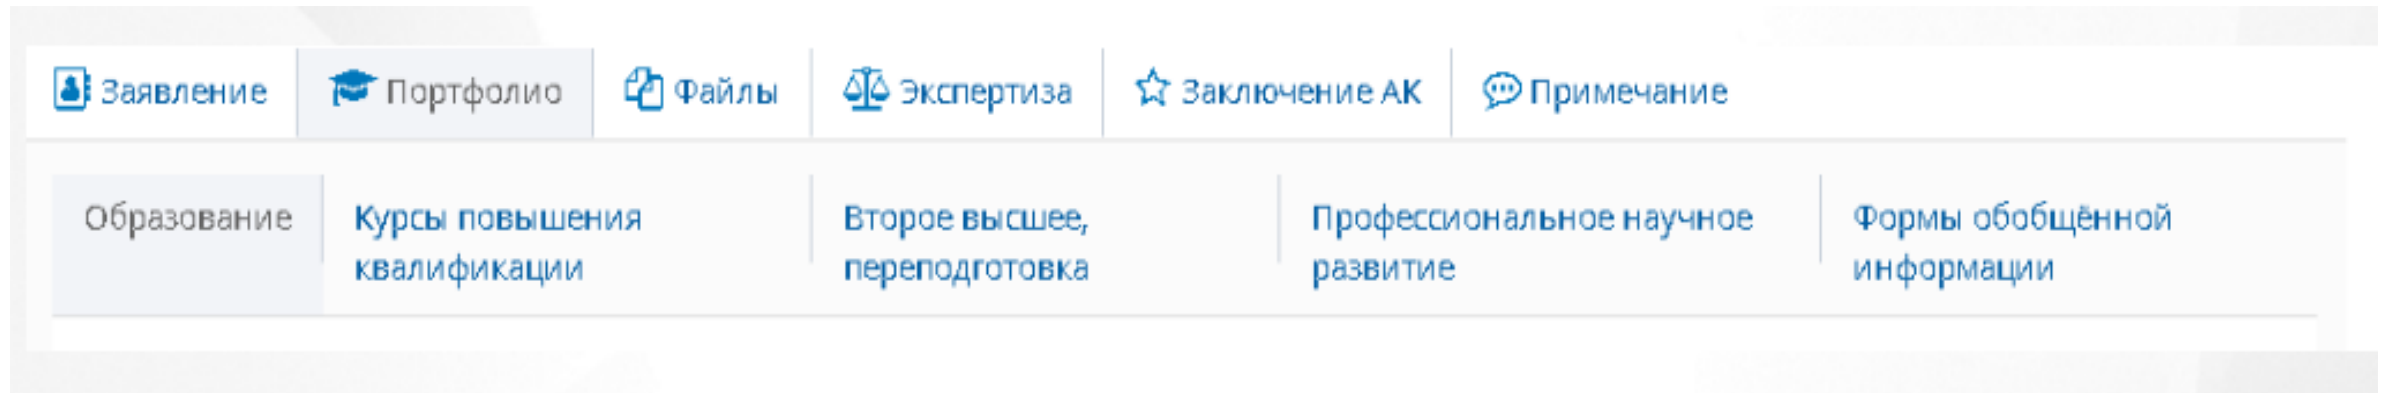 Заявление Портфолио Файлы Экспертиза Заключение АК Примечание
Образование Курсы повышения Второе высшее, Профессиональное научное Формы обобщённой
квалификации переподготовка развитие информации